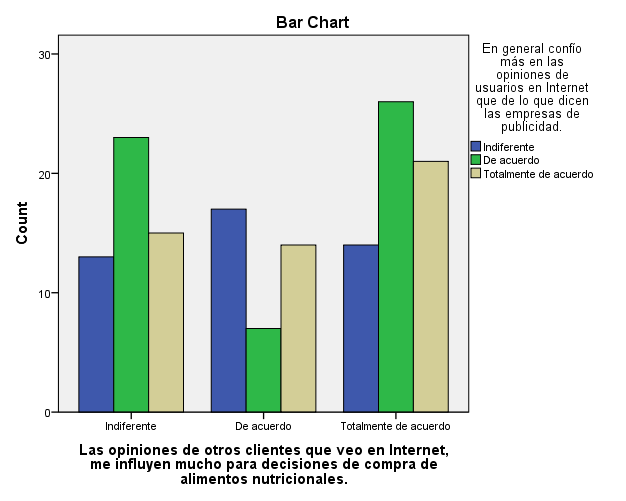 Bar Chart
En general confío
más en las
opiniones de
usuarios en Internet
que de lo que dicen
las empresas de
publicidad.
Indiferente
De acuerdo
Totalmente de acuerdo
Count
30
20
10
0
Indiferente
De acuerdo
Totalmente de acuerdo
Las opiniones de otros clientes que veo en Internet,
me influyen mucho para decisiones de compra de
alimentos nutricionales.